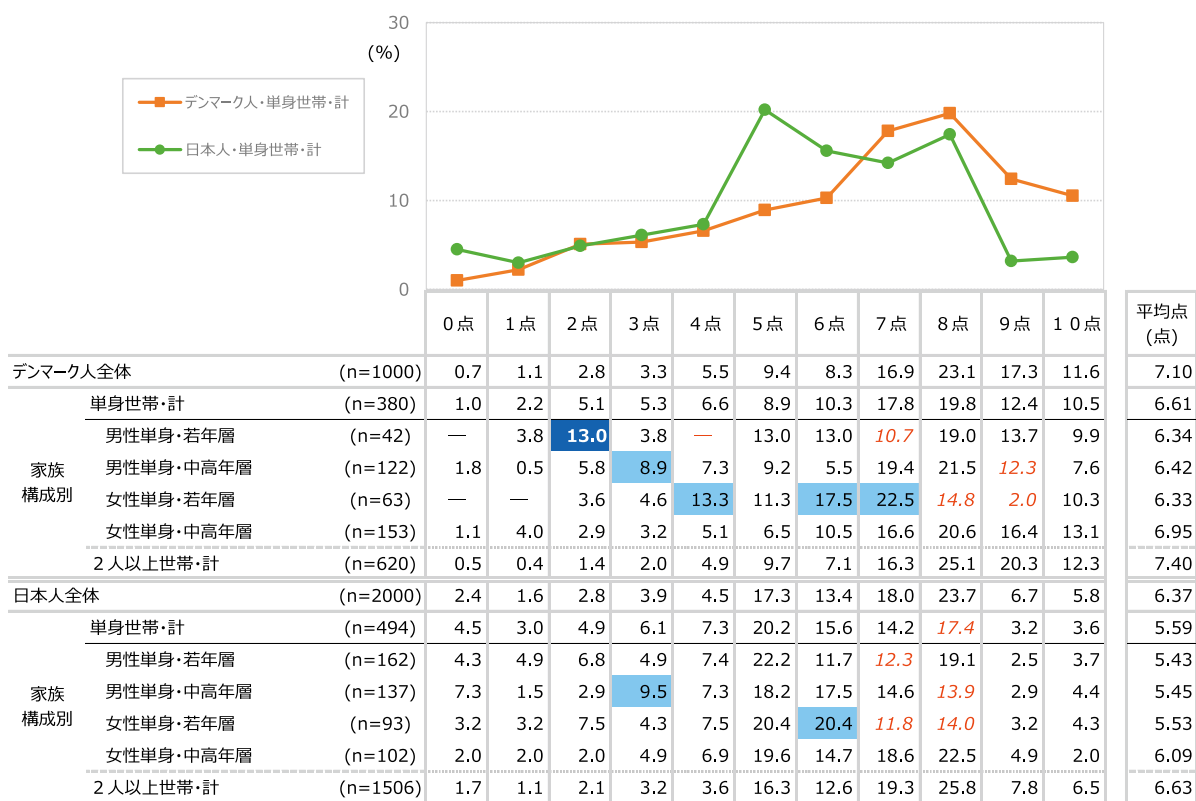 30
(%)
デンマーク人・単身世帯・計
20
日本人・単身世帯・計
10
0
0点 1点 2点 3点 4点 5点 6点 7点 8点 9点 10点 平均点(点)
デンマーク人全体 (n=1000) 0.7 1.1 2.8 3.3 5.5 9.4 8.3 16.9 23.1 17.3 11.6 7.10
家族構成別
単身世帯・計 (n=380) 1.0 2.2 5.1 5.3 6.6 8.9 10.3 17.8 19.8 12.4 10.5 6.61
男性単身・若年層 (n=42) — 3.8 13.0 3.8 — 13.0 13.0 10.7 19.0 13.7 9.9 6.34
男性単身・中高年層 (n=122) 1.8 0.5 5.8 8.9 7.3 9.2 5.5 19.4 21.5 12.3 7.6 6.42
女性単身・若年層 (n=63) — — 3.6 4.6 13.3 11.3 17.5 22.5 14.8 2.0 10.3 6.33
女性単身・中高年層 (n=153) 1.1 4.0 2.9 3.2 5.1 6.5 10.5 16.6 20.6 16.4 13.1 6.95
2人以上世帯・計 (n=620) 0.5 0.4 1.4 2.0 4.9 9.7 7.1 16.3 25.1 20.3 12.3 7.40
日本人全体 (n=2000) 2.4 1.6 2.8 3.9 4.5 17.3 13.4 18.0 23.7 6.7 5.8 6.37
家族構成別
単身世帯・計 (n=494) 4.5 3.0 4.9 6.1 7.3 20.2 15.6 14.2 17.4 3.2 3.6 5.59
男性単身・若年層 (n=162) 4.3 4.9 6.8 4.9 7.4 22.2 11.7 12.3 19.1 2.5 3.7 5.43
男性単身・中高年層 (n=137) 7.3 1.5 2.9 9.5 7.3 18.2 17.5 14.6 13.9 2.9 4.4 5.45
女性単身・若年層 (n=93) 3.2 3.2 7.5 4.3 7.5 20.4 20.4 11.8 14.0 3.2 4.3 5.53
女性単身・中高年層 (n=102) 2.0 2.0 2.0 4.9 6.9 19.6 14.7 18.6 22.5 4.9 2.0 6.09
2人以上世帯・計 (n=1506) 1.7 1.1 2.1 3.2 3.6 16.3 12.6 19.3 25.8 7.8 6.5 6.63